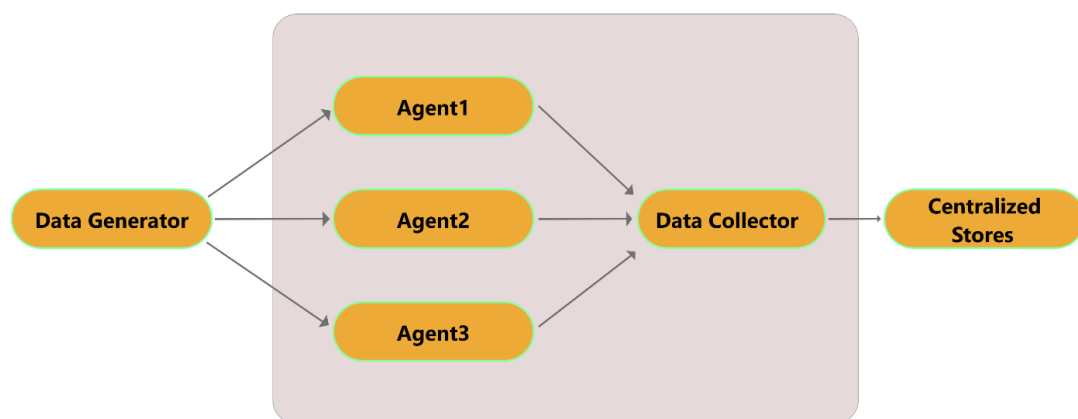 Data Generator
Agent1
Agent2
Agent3
Data Collector
Centralized
Stores